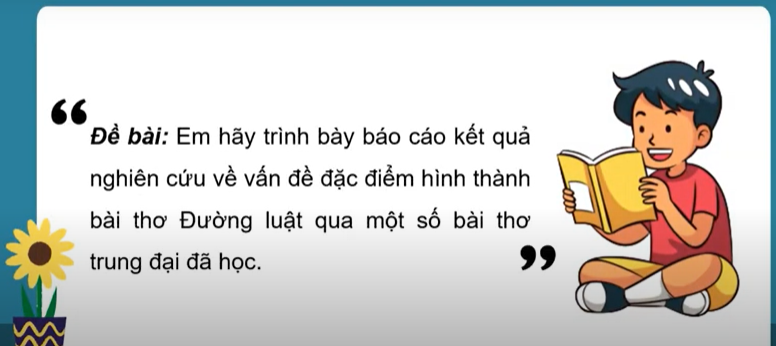 “
Đề bài: Em hãy trình bày báo cáo kết quả
nghiên cứu về vấn đề đặc điểm hình thành
bài thơ Đường luật qua một số bài thơ
trung đại đã học.
”